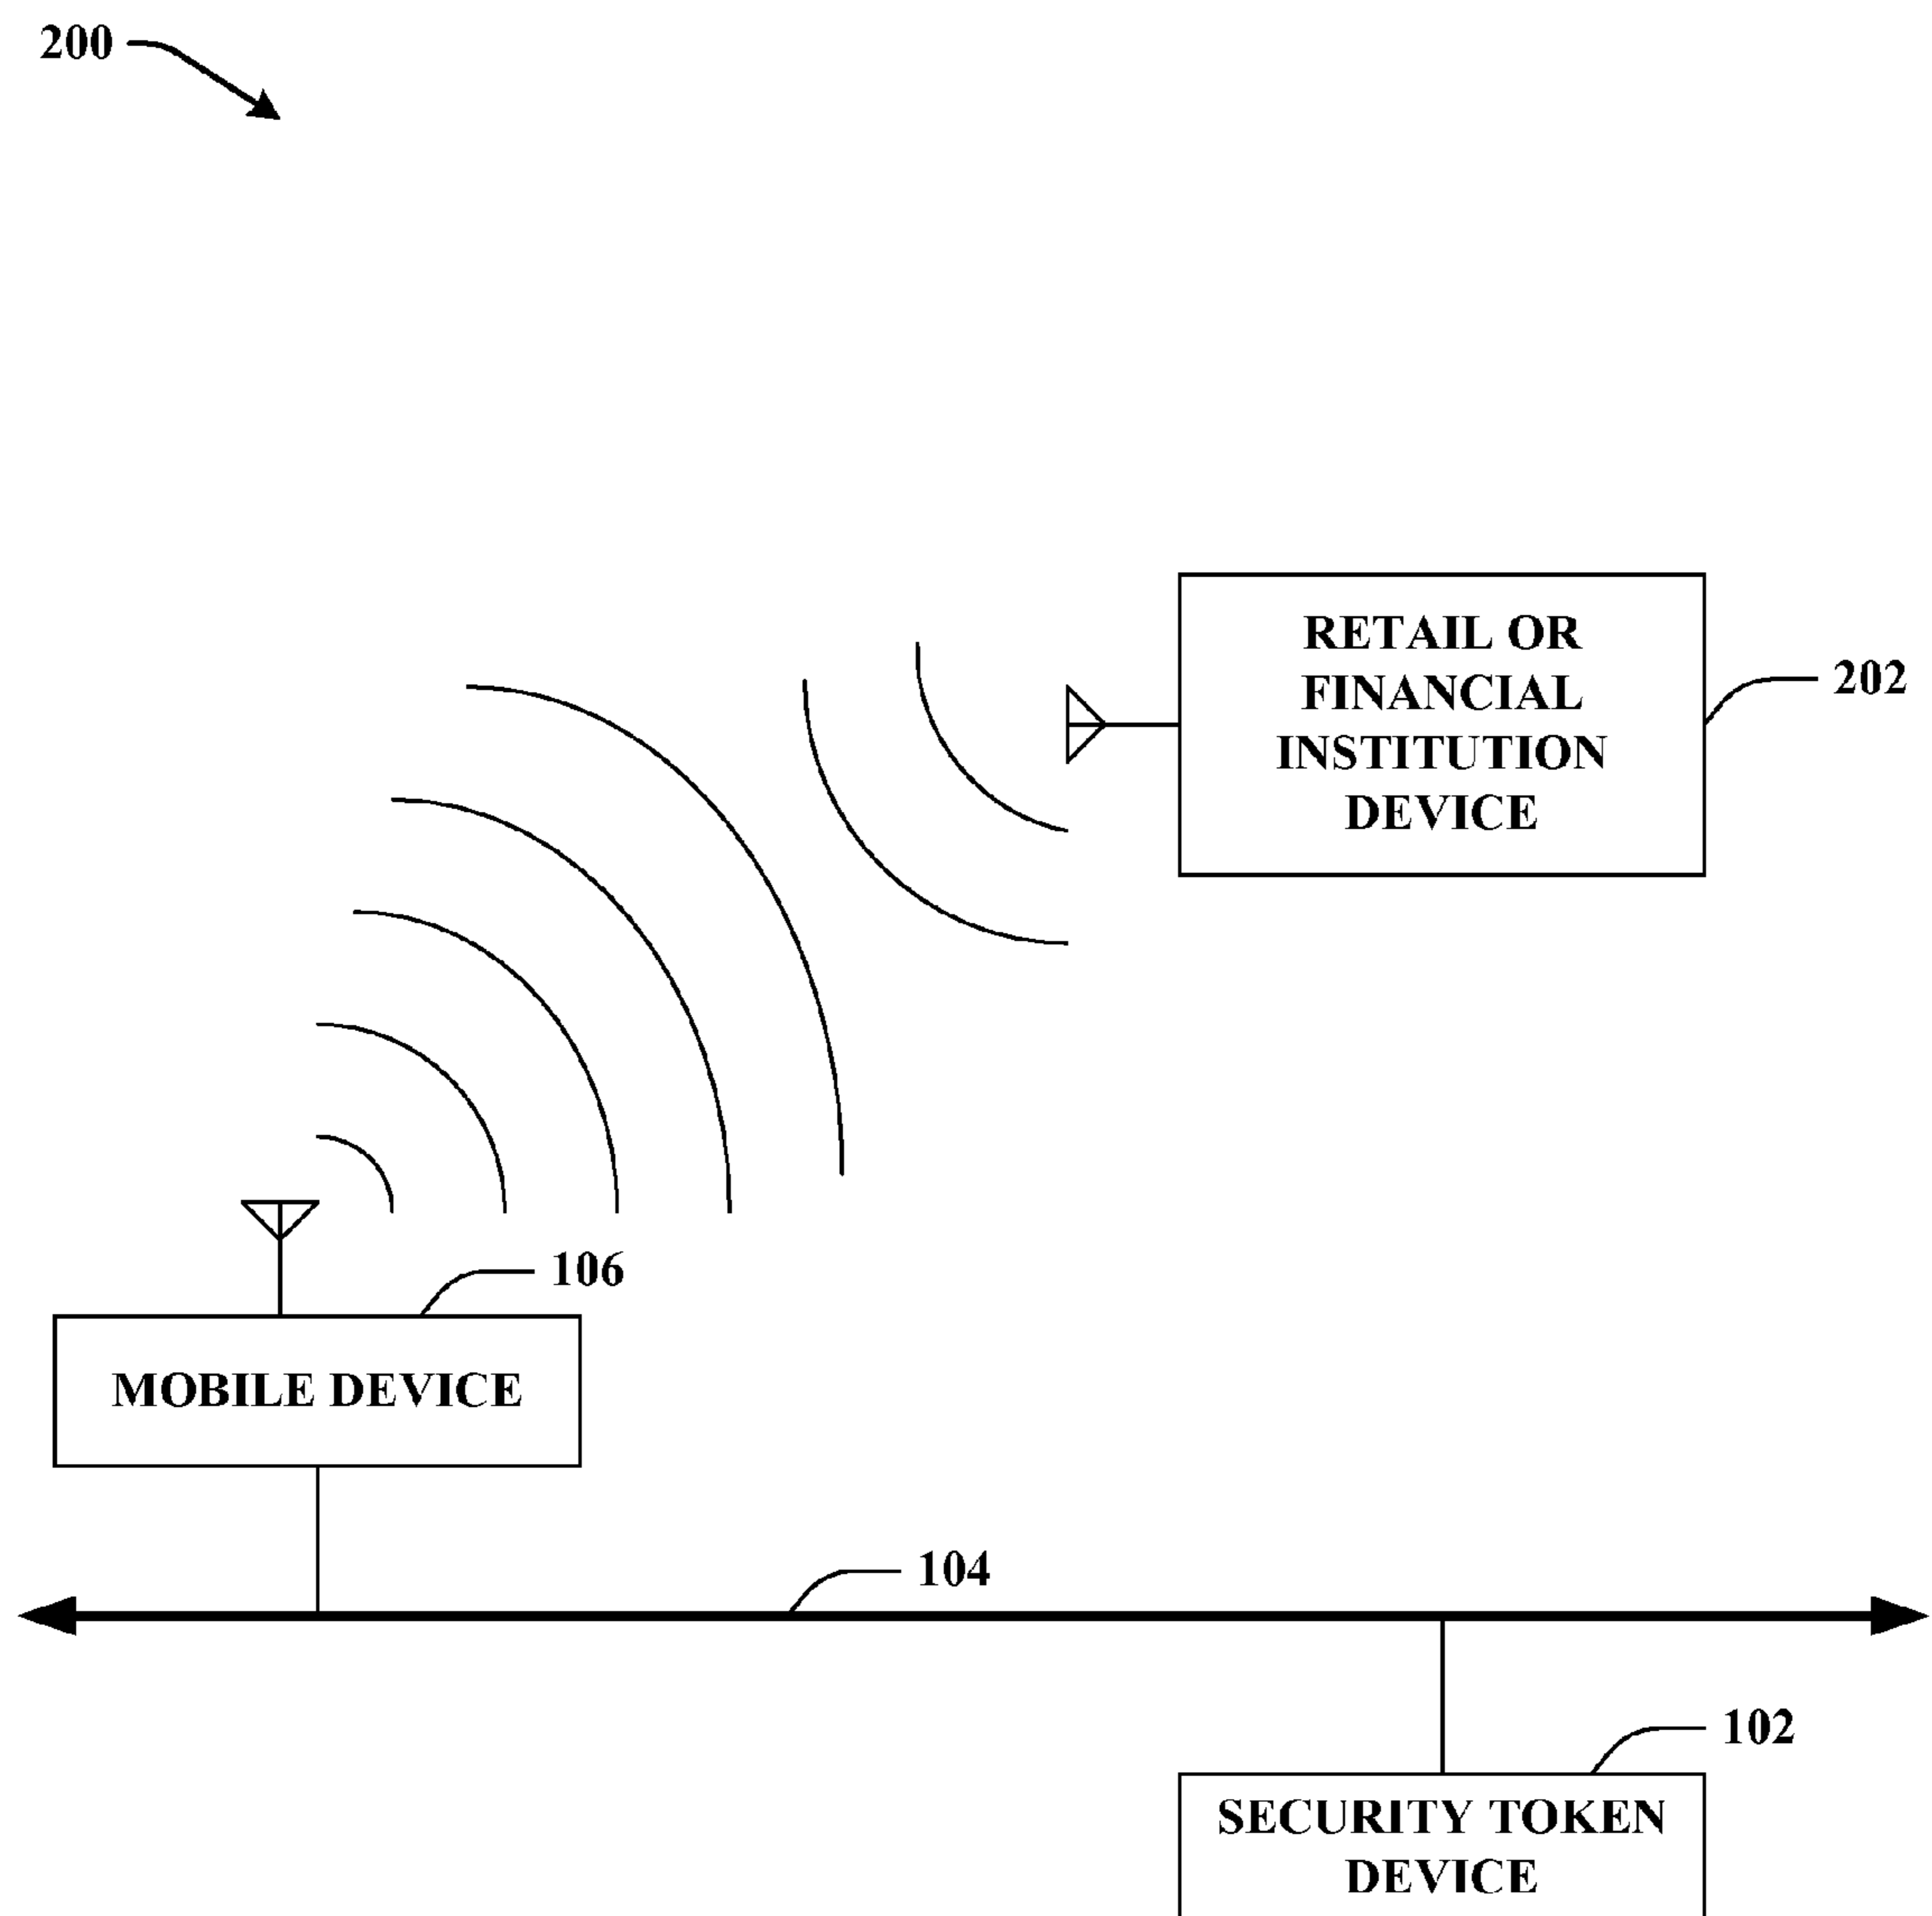 200
RETAIL OR
FINANCIAL
INSTITUTION
DEVICE
202
106
MOBILE DEVICE
104
102
SECURITY TOKEN
DEVICE